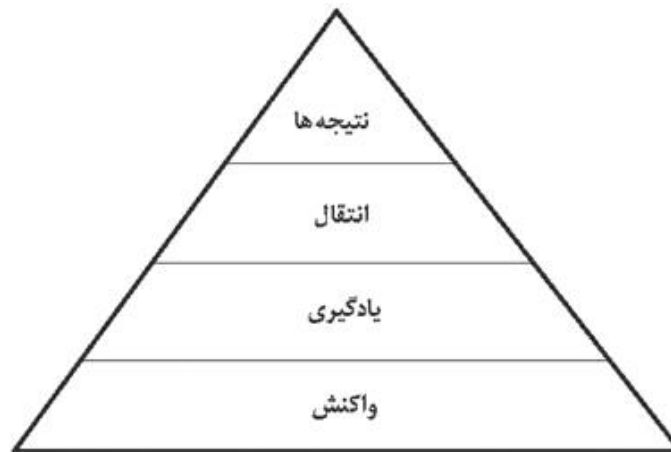 نتیجه‌ها
انتقال
یادگیری
واکنش